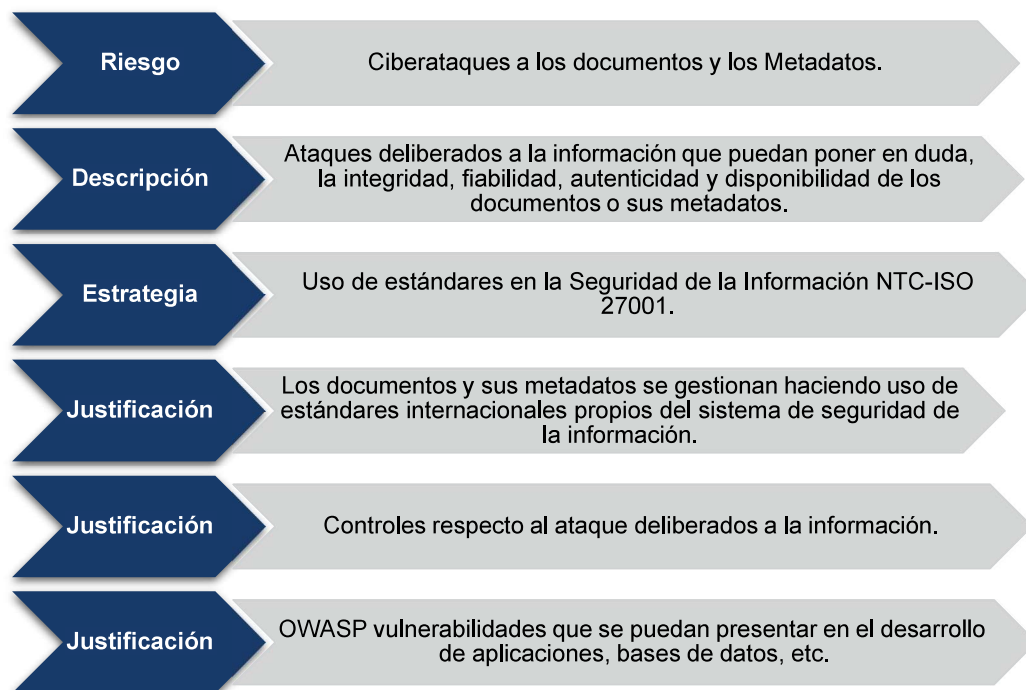 Riesgo
Ciberataques a los documentos y los Metadatos.
Descripción
Ataques deliberados a la información que puedan poner en duda,
la integridad, fiabilidad, autenticidad y disponibilidad de los
documentos o sus metadatos.
Estrategia
Uso de estándares en la Seguridad de la Información NTC-ISO
27001.
Justificación
Los documentos y sus metadatos se gestionan haciendo uso de
estándares internacionales propios del sistema de seguridad de
la información.
Justificación
Controles respecto al ataque deliberados a la información.
Justificación
OWASP vulnerabilidades que se puedan presentar en el desarrollo
de aplicaciones, bases de datos, etc.